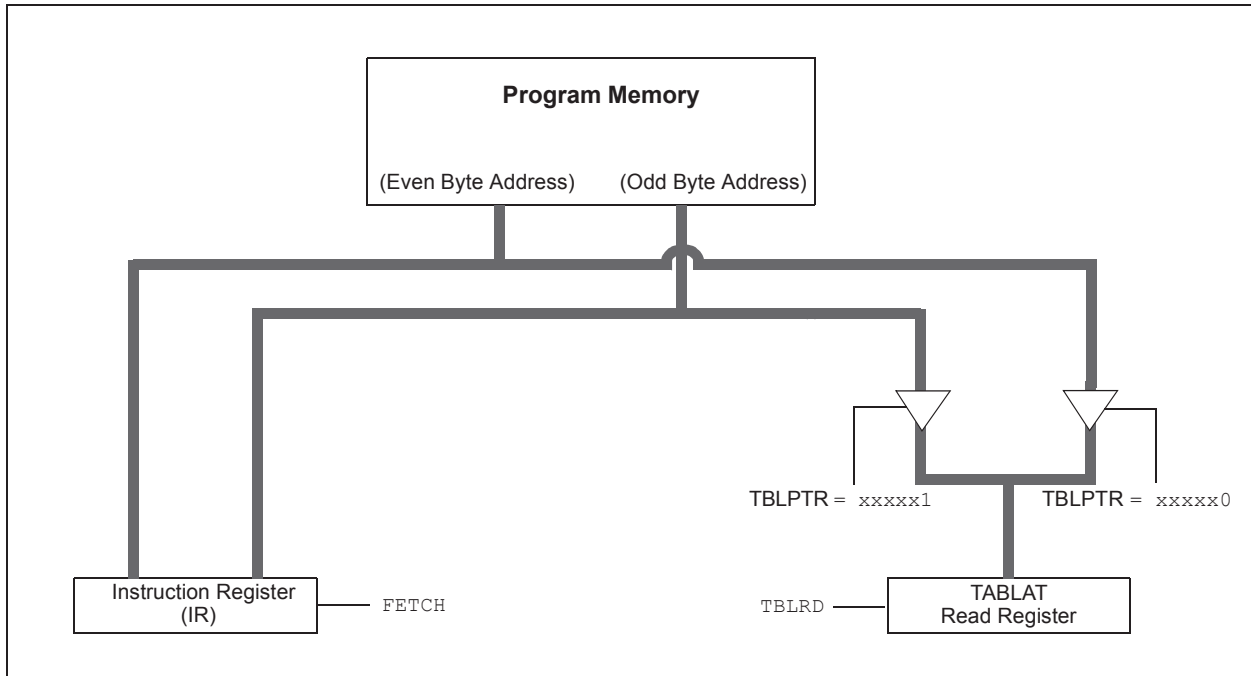 Program Memory
(Even Byte Address) (Odd Byte Address)
TBLPTR = xxxxx1 TBLPTR = xxxxx0
Instruction Register
(IR)
FETCH
TBLRD
TABLAT
Read Register